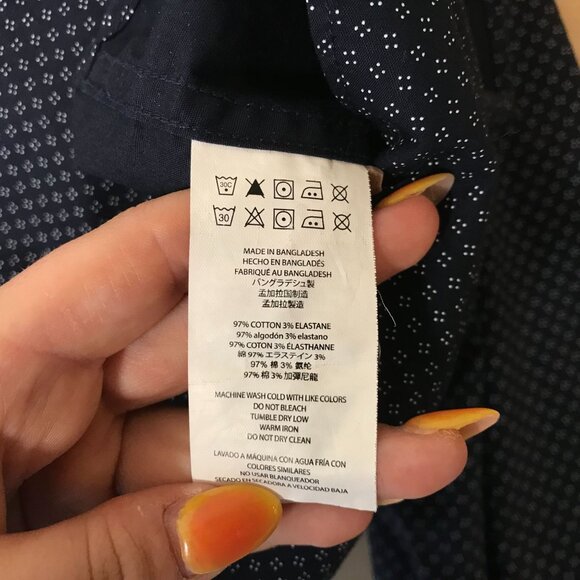 30C
30
MADE IN BANGLADESH
HECHO EN BANGLADÉS
FABRIQUÉ AU BANGLADESH
バングラデシュ製
孟加拉国制造
孟加拉製造
97% COTTON 3% ELASTANE
97% algodón 3% elastano
97% COTTON 3% ÉLASTHANNE
綿 97% エラステイン 3%
97% 棉 3% 氨纶
97% 棉 3% 加彈尼龍
MACHINE WASH COLD WITH LIKE COLORS
DO NOT BLEACH
TUMBLE DRY LOW
WARM IRON
DO NOT DRY CLEAN
LAVADO A MÁQUINA CON AGUA FRÍA CON
COLORES SIMILARES
NO USAR BLANQUEADOR
SECADO EN SECADORA A VELOCIDAD BAJA